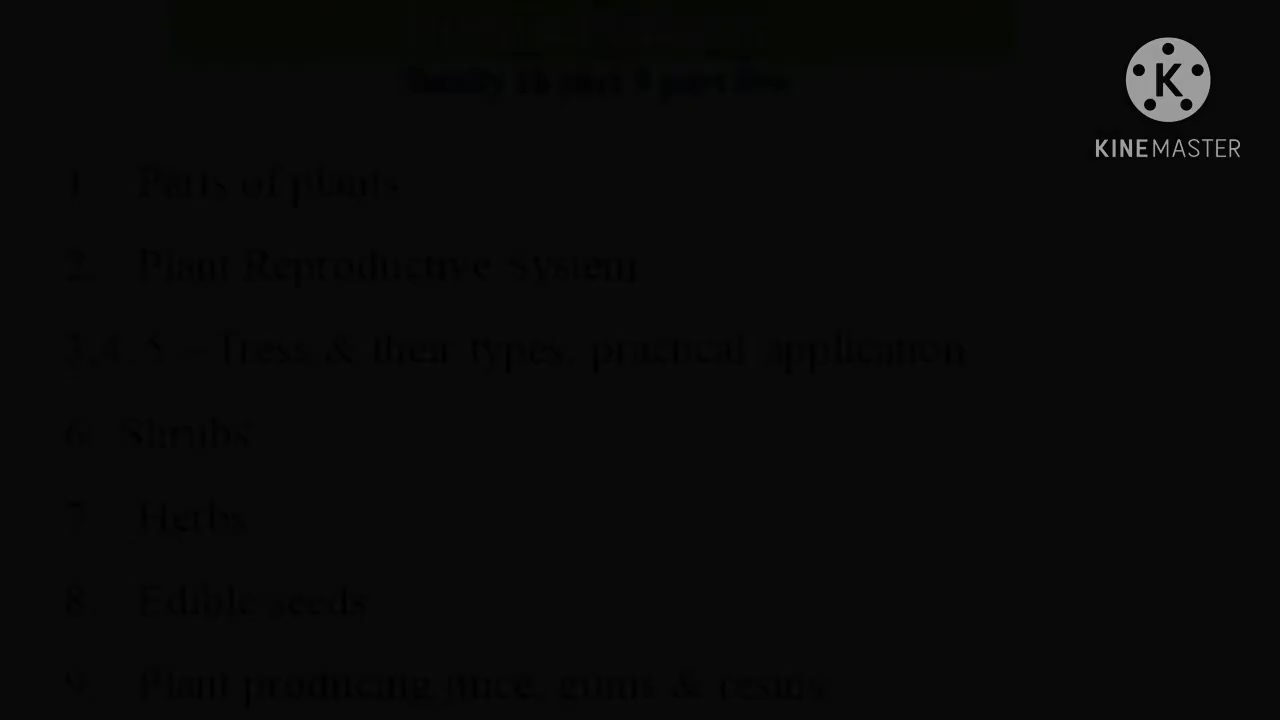 K
KINEMASTER
1. Parts of plants
2. Plant Reproductive System
3,4, 5 – Tress & their types, practical application
6. Shrubs
7. Herbs
8. Edible seeds
9. Plant producing juice, gums & resins